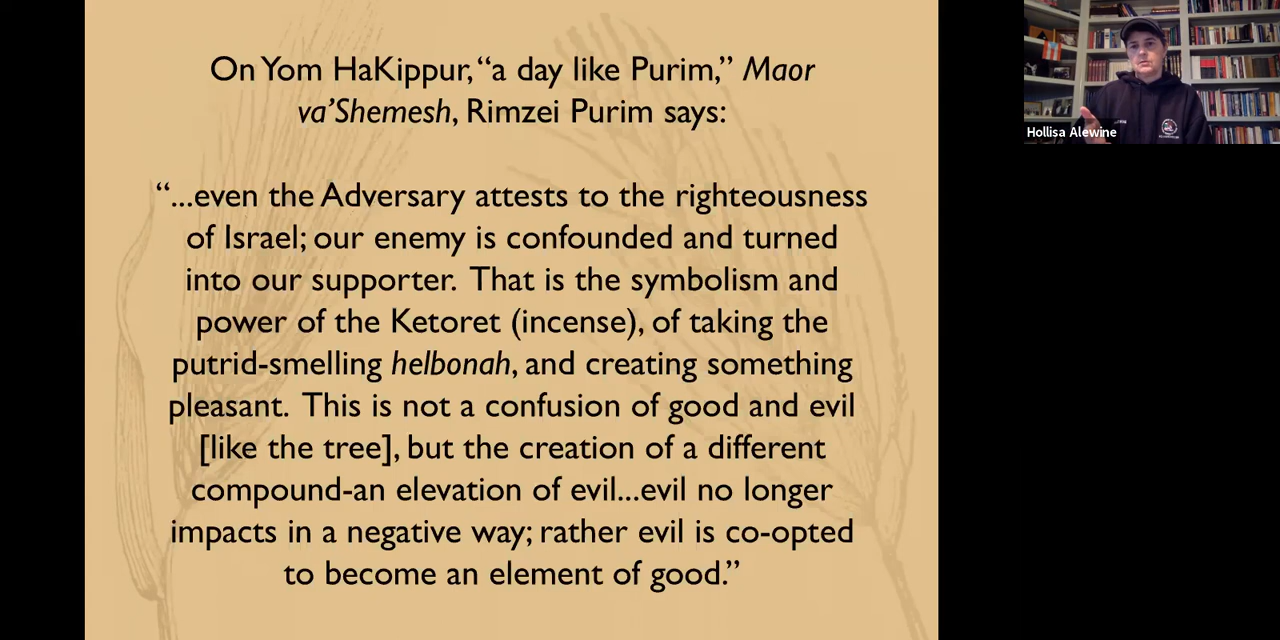 On Yom HaKippur, “a day like Purim,” Maor
va’Shemesh, Rimzei Purim says:
“...even the Adversary attests to the righteousness
of Israel; our enemy is confounded and turned
into our supporter. That is the symbolism and
power of the Ketoret (incense), of taking the
putrid-smelling helbonah, and creating something
pleasant. This is not a confusion of good and evil
[like the tree], but the creation of a different
compound-an elevation of evil...evil no longer
impacts in a negative way; rather evil is co-opted
to become an element of good.”
Hollisa Alewine